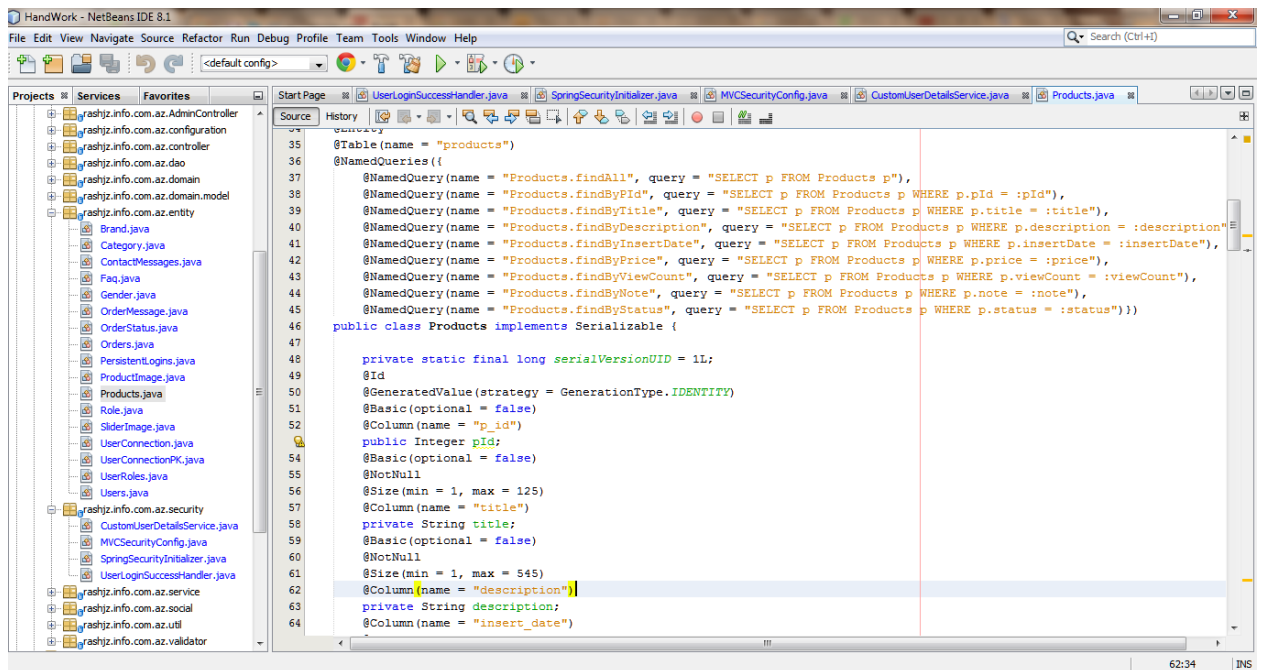 HandWork - NetBeans IDE 8.1
File Edit View Navigate Source Refactor Run Debug Profile Team Tools Window Help
Search (Ctrl+I)
<default config>
Projects Services Favorites
Start Page UserLoginSuccessHandler.java SpringSecurityInitializer.java MVCSecurityConfig.java CustomUserDetailsService.java Products.java
Source History
rashjz.info.com.az.AdminController
rashjz.info.com.az.configuration
rashjz.info.com.az.controller
rashjz.info.com.az.dao
rashjz.info.com.az.domain
rashjz.info.com.az.domain.model
rashjz.info.com.az.entity
Brand.java
Category.java
ContactMessages.java
Faq.java
Gender.java
OrderMessage.java
OrderStatus.java
Orders.java
PersistentLogins.java
ProductImage.java
Products.java
Role.java
SliderImage.java
UserConnection.java
UserConnectionPK.java
UserRoles.java
Users.java
rashjz.info.com.az.security
CustomUserDetailsService.java
MVCSecurityConfig.java
SpringSecurityInitializer.java
UserLoginSuccessHandler.java
rashjz.info.com.az.service
rashjz.info.com.az.social
rashjz.info.com.az.util
rashjz.info.com.az.validator
34 @Entity
35 @Table(name = "products")
36 @NamedQueries({
37 @NamedQuery(name = "Products.findAll", query = "SELECT p FROM Products p"),
38 @NamedQuery(name = "Products.findByPId", query = "SELECT p FROM Products p WHERE p.pId = :pId"),
39 @NamedQuery(name = "Products.findByTitle", query = "SELECT p FROM Products p WHERE p.title = :title"),
40 @NamedQuery(name = "Products.findByDescription", query = "SELECT p FROM Products p WHERE p.description = :description"
41 @NamedQuery(name = "Products.findByInsertDate", query = "SELECT p FROM Products p WHERE p.insertDate = :insertDate"),
42 @NamedQuery(name = "Products.findByPrice", query = "SELECT p FROM Products p WHERE p.price = :price"),
43 @NamedQuery(name = "Products.findByViewCount", query = "SELECT p FROM Products p WHERE p.viewCount = :viewCount"),
44 @NamedQuery(name = "Products.findByNote", query = "SELECT p FROM Products p WHERE p.note = :note"),
45 @NamedQuery(name = "Products.findByStatus", query = "SELECT p FROM Products p WHERE p.status = :status")})
46 public class Products implements Serializable {
47
48 private static final long serialVersionUID = 1L;
49 @Id
50 @GeneratedValue(strategy = GenerationType.IDENTITY)
51 @Basic(optional = false)
52 @Column(name = "p_id")
public Integer pId;
54 @Basic(optional = false)
55 @NotNull
56 @Size(min = 1, max = 125)
57 @Column(name = "title")
58 private String title;
59 @Basic(optional = false)
60 @NotNull
61 @Size(min = 1, max = 545)
62 @Column(name = "description")
63 private String description;
64 @Column(name = "insert_date")
62:34 INS